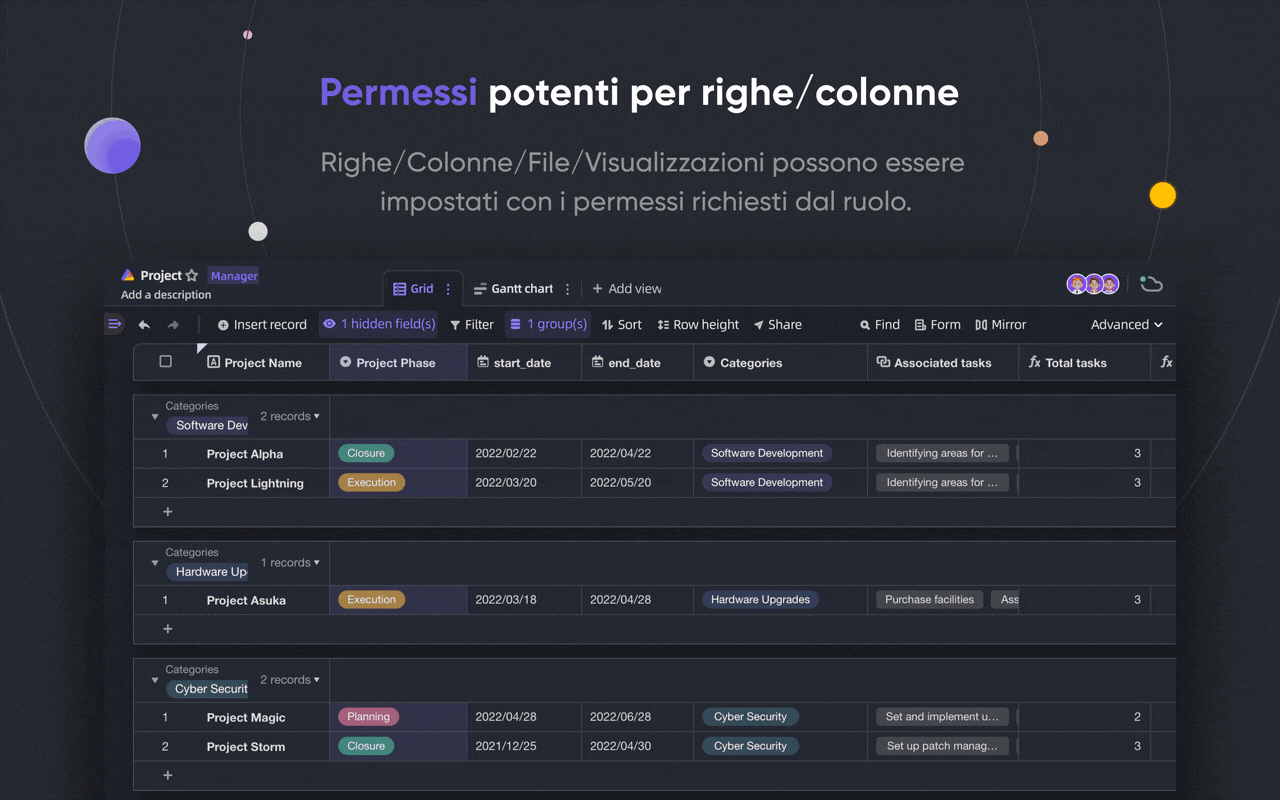 Permessi potenti per righe/colonne
Righe/Colonne/File/Visualizzazioni possono essere
impostati con i permessi richiesti dal ruolo.
Project Manager
Add a description
Grid Gantt chart Add view
Insert record 1 hidden field(s) Filter 1 group(s) Sort Row height Share Find Form Mirror Advanced
Project Name Project Phase start_date end_date Categories Associated tasks fx Total tasks fx
Categories
Software Dev 2 records
1 Project Alpha Closure 2022/02/22 2022/04/22 Software Development Identifying areas for ... 3
2 Project Lightning Execution 2022/03/20 2022/05/20 Software Development Identifying areas for ... 3
+
Categories
Hardware Up 1 records
1 Project Asuka Execution 2022/03/18 2022/04/28 Hardware Upgrades Purchase facilities Ass 3
+
Categories
Cyber Securit 2 records
1 Project Magic Planning 2022/04/28 2022/06/28 Cyber Security Set and implement u... 2
2 Project Storm Closure 2021/12/25 2022/04/30 Cyber Security Set up patch manag... 3
+